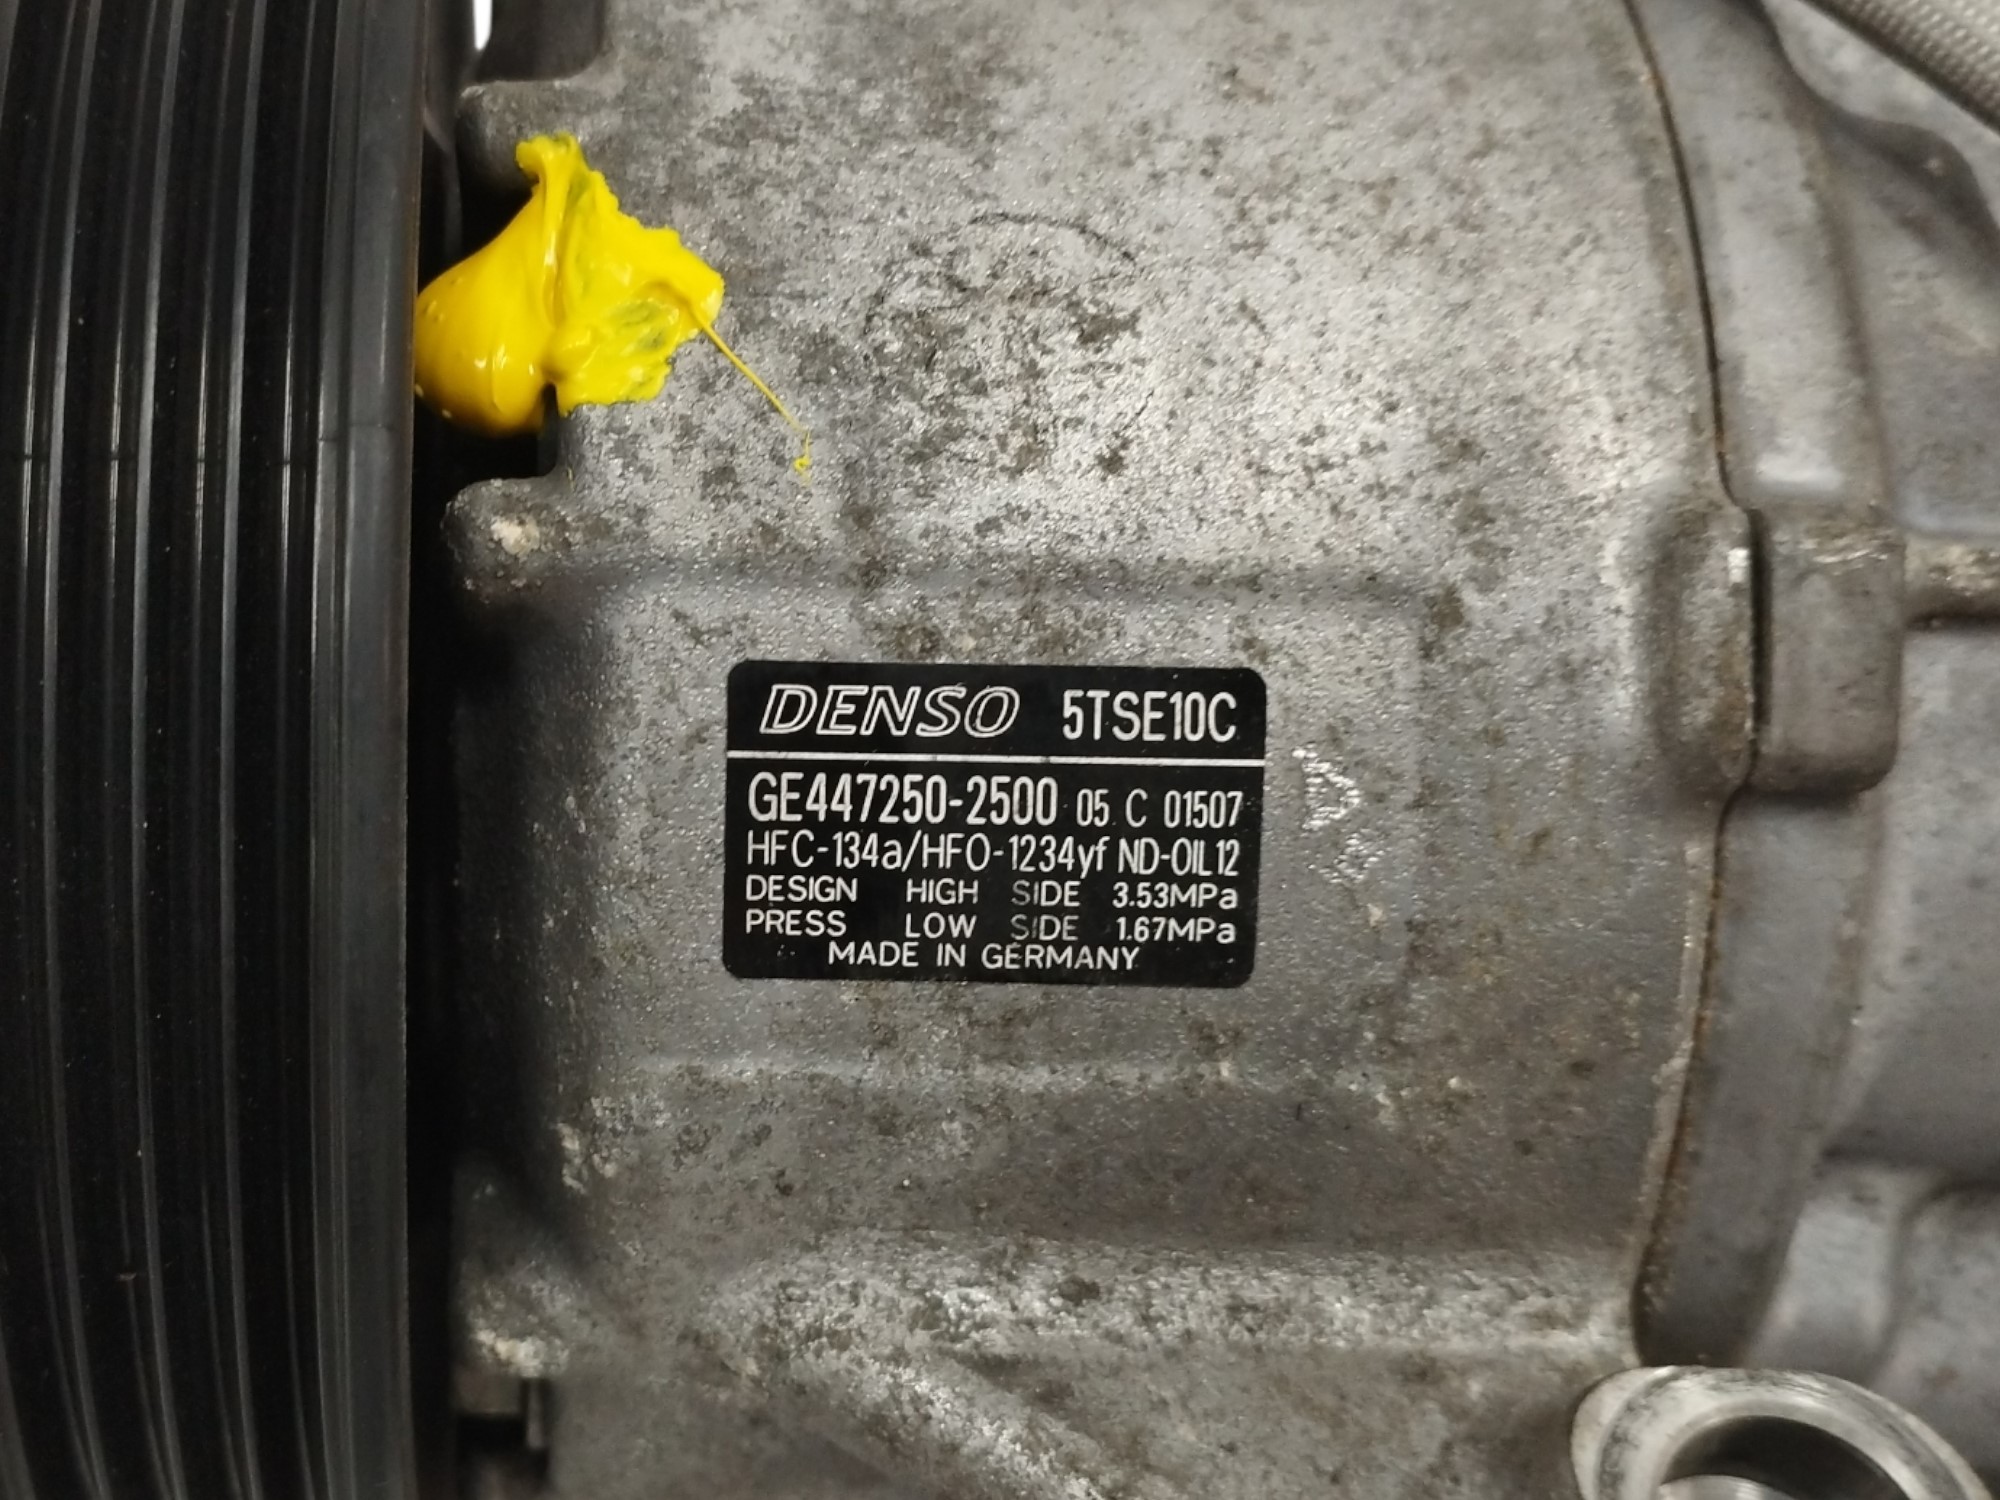 DENSO 5TSE10C
GE447250-2500 05 C 01507
HFC-134a/HFO-1234yf ND-OIL12
DESIGN HIGH SIDE 3.53MPa
PRESS LOW SIDE 1.67MPa
MADE IN GERMANY